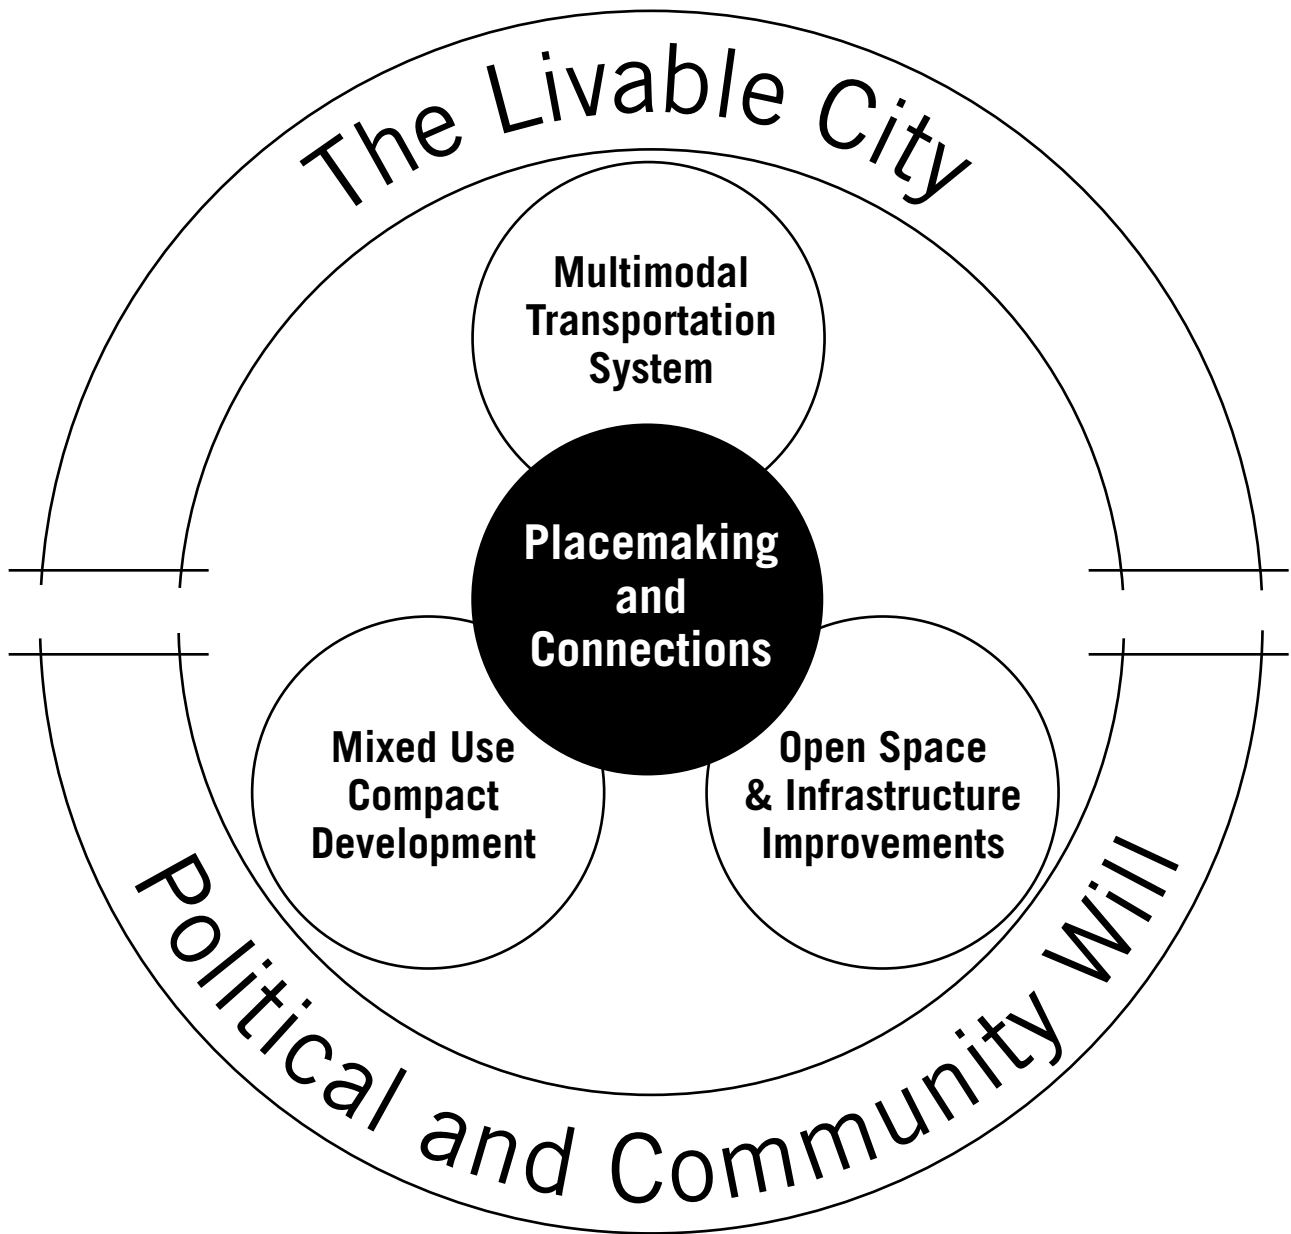 The Livable City
Multimodal
Transportation
System
Placemaking
and
Connections
Mixed Use
Compact
Development
Open Space
& Infrastructure
Improvements
Political and Community Will